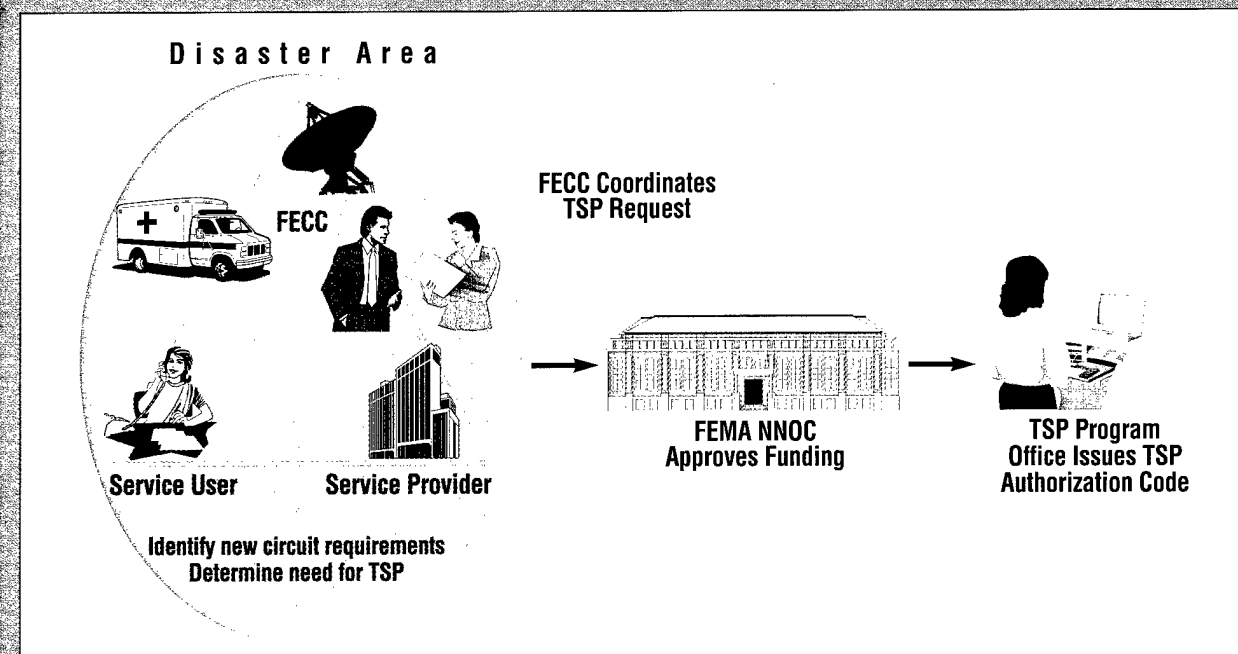 Disaster Area
FECC
FECC Coordinates
TSP Request
Service User
Service Provider
Identify new circuit requirements
Determine need for TSP
FEMA NNOC
Approves Funding
TSP Program
Office Issues TSP
Authorization Code